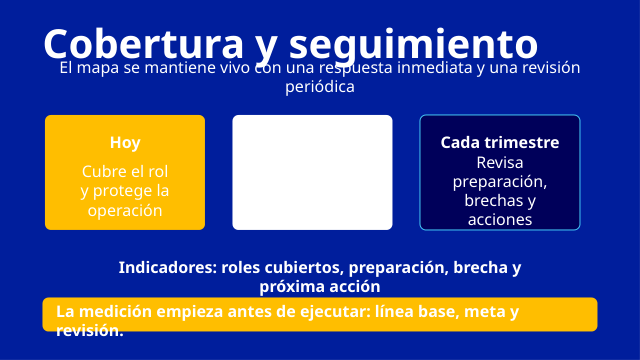 Cobertura y seguimiento
El mapa se mantiene vivo con una respuesta inmediata y una revisión
periódica
Hoy
Cubre el rol
y protege la
operación
Cada trimestre
Revisa
preparación,
brechas y
acciones
Indicadores: roles cubiertos, preparación, brecha y
próxima acción
La medición empieza antes de ejecutar: línea base, meta y
revisión.